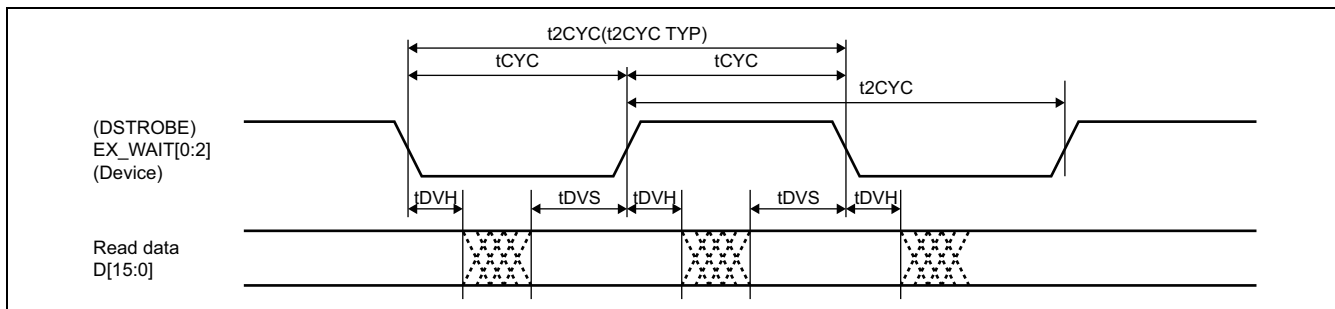 t2CYC(t2CYC TYP)
tCYC
tCYC
t2CYC
(DSTROBE)
EX_WAIT[0:2]
(Device)
tDVH
tDVS
tDVH
tDVS
tDVH
Read data
D[15:0]